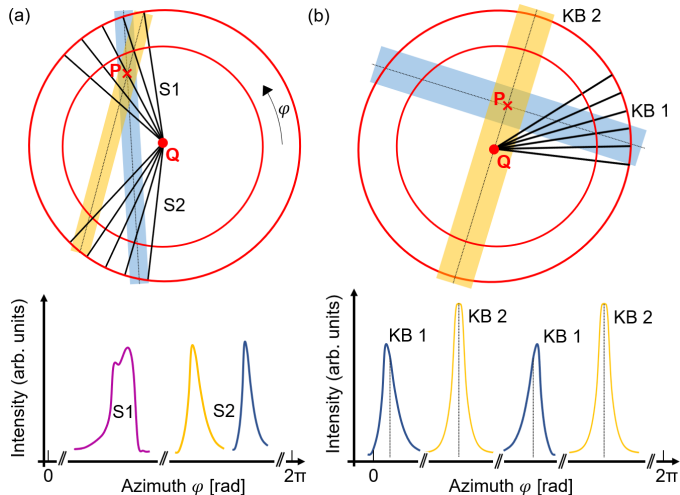 (a)
P
S1
φ
Q
S2
(b)
KB 2
P
KB 1
Q
Intensity (arb. units)
S1
S2
0
2π
Azimuth φ [rad]
Intensity (arb. units)
KB 1
KB 2
KB 1
KB 2
0
2π
Azimuth φ [rad]